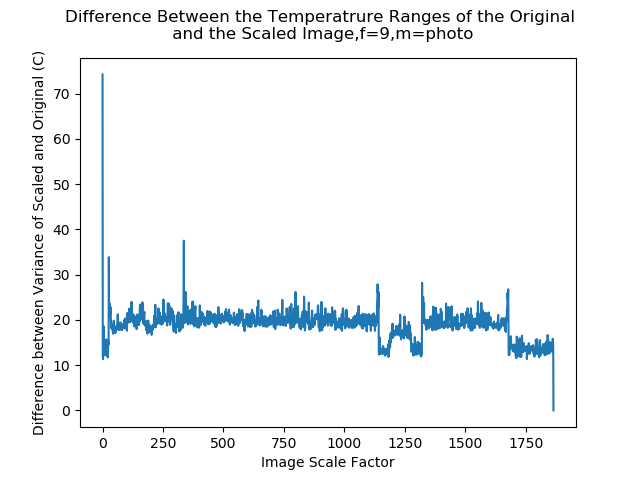 Difference Between the Temperatrure Ranges of the Original
and the Scaled Image,f=9,m=photo
Difference between Variance of Scaled and Original (C)
70
60
50
40
30
20
10
0
0 250 500 750 1000 1250 1500 1750
Image Scale Factor